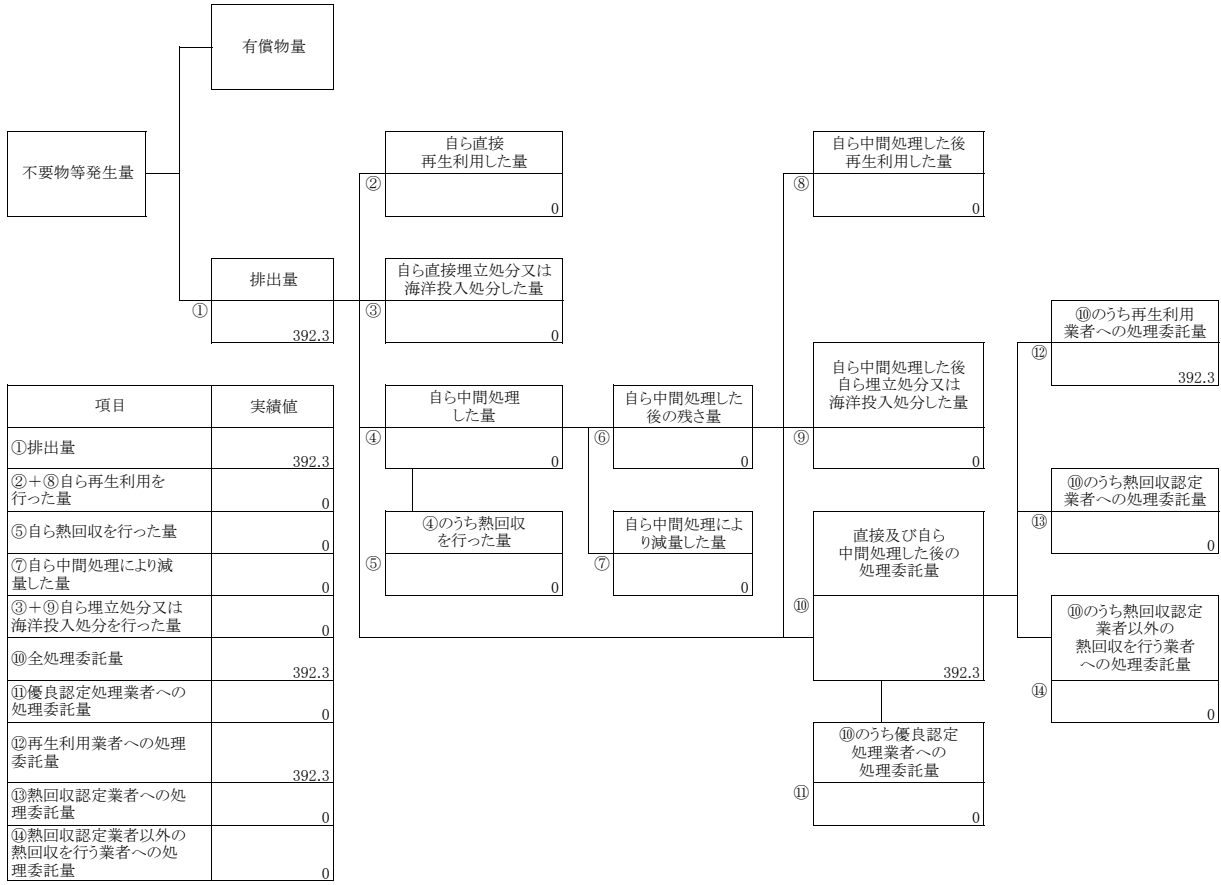 有償物量
不要物等発生量
自ら直接
再生利用した量
②
0
自ら中間処理した後
再生利用した量
⑧
0
排出量
①
392.3
自ら直接埋立処分又は
海洋投入処分した量
③
0
⑩のうち再生利用
業者への処理委託量
⑫
392.3
自ら中間処理
した量
④
0
自ら中間処理した
後の残さ量
⑥
0
自ら中間処理した後
自ら埋立処分又は
海洋投入処分した量
⑨
0
⑩のうち熱回収認定
業者への処理委託量
⑬
0
④のうち熱回収
を行った量
⑤
0
自ら中間処理によ
り減量した量
⑦
0
直接及び自ら
中間処理した後の
処理委託量
⑩
392.3
⑩のうち熱回収認定
業者以外の
熱回収を行う業者
への処理委託量
⑭
0
⑩のうち優良認定
処理業者への
処理委託量
⑪
0
項目 実績値
①排出量 392.3
②+⑧自ら再生利用を
行った量 0
⑤自ら熱回収を行った量 0
⑦自ら中間処理により減
量した量 0
③+⑨自ら埋立処分又は
海洋投入処分を行った量 0
⑩全処理委託量 392.3
⑪優良認定処理業者への
処理委託量 0
⑫再生利用業者への処理
委託量 392.3
⑬熱回収認定業者への処
理委託量 0
⑭熱回収認定業者以外の
熱回収を行う業者への処
理委託量 0